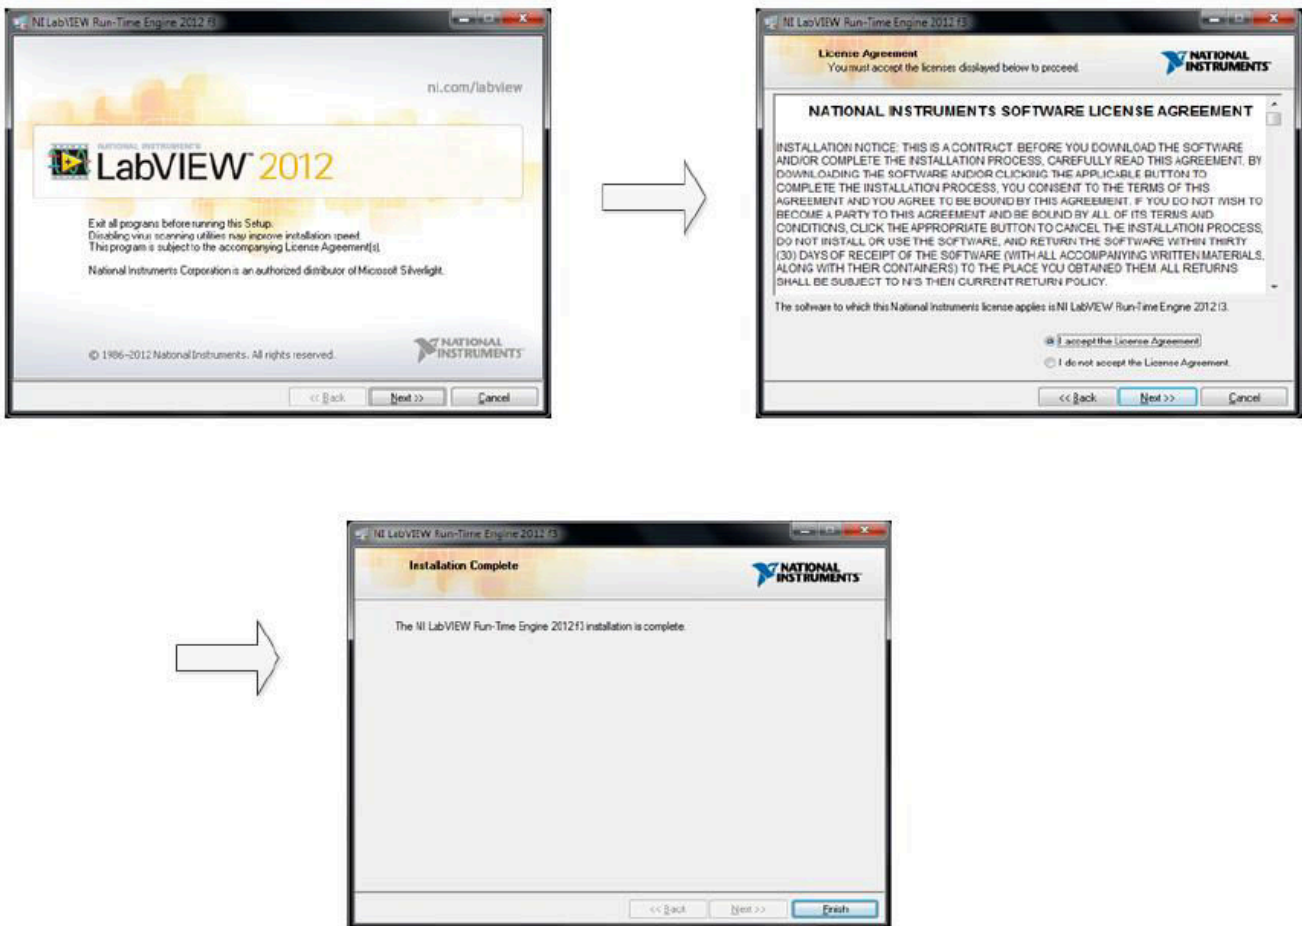 NI LabVIEW Run-Time Engine 2012 f3
ni.com/labview
NATIONAL INSTRUMENTS
LabVIEW™ 2012
Exit all programs before running this Setup.
Disabling virus scanning utilities may improve installation speed.
This program is subject to the accompanying License Agreement(s).
National Instruments Corporation is an authorized distributor of Microsoft Silverlight.
© 1986–2012 National Instruments. All rights reserved.
NATIONAL
INSTRUMENTS
<< Back Next >> Cancel
NI LabVIEW Run-Time Engine 2012 f3
License Agreement
You must accept the licenses displayed below to proceed.
NATIONAL
INSTRUMENTS
NATIONAL INSTRUMENTS SOFTWARE LICENSE AGREEMENT
INSTALLATION NOTICE: THIS IS A CONTRACT. BEFORE YOU DOWNLOAD THE SOFTWARE
AND/OR COMPLETE THE INSTALLATION PROCESS, CAREFULLY READ THIS AGREEMENT. BY
DOWNLOADING THE SOFTWARE AND/OR CLICKING THE APPLICABLE BUTTON TO
COMPLETE THE INSTALLATION PROCESS, YOU CONSENT TO THE TERMS OF THIS
AGREEMENT AND YOU AGREE TO BE BOUND BY THIS AGREEMENT. IF YOU DO NOT WISH TO
BECOME A PARTY TO THIS AGREEMENT AND BE BOUND BY ALL OF ITS TERMS AND
CONDITIONS, CLICK THE APPROPRIATE BUTTON TO CANCEL THE INSTALLATION PROCESS,
DO NOT INSTALL OR USE THE SOFTWARE, AND RETURN THE SOFTWARE WITHIN THIRTY
(30) DAYS OF RECEIPT OF THE SOFTWARE (WITH ALL ACCOMPANYING WRITTEN MATERIALS,
ALONG WITH THEIR CONTAINERS) TO THE PLACE YOU OBTAINED THEM. ALL RETURNS
SHALL BE SUBJECT TO NI'S THEN CURRENT RETURN POLICY.
The software to which this National Instruments license applies is NI LabVIEW Run-Time Engine 2012 f3.
I accept the License Agreement.
I do not accept the License Agreement.
<< Back Next >> Cancel
NI LabVIEW Run-Time Engine 2012 f3
Installation Complete
NATIONAL
INSTRUMENTS
The NI LabVIEW Run-Time Engine 2012 f3 installation is complete.
<< Back Next >> Finish